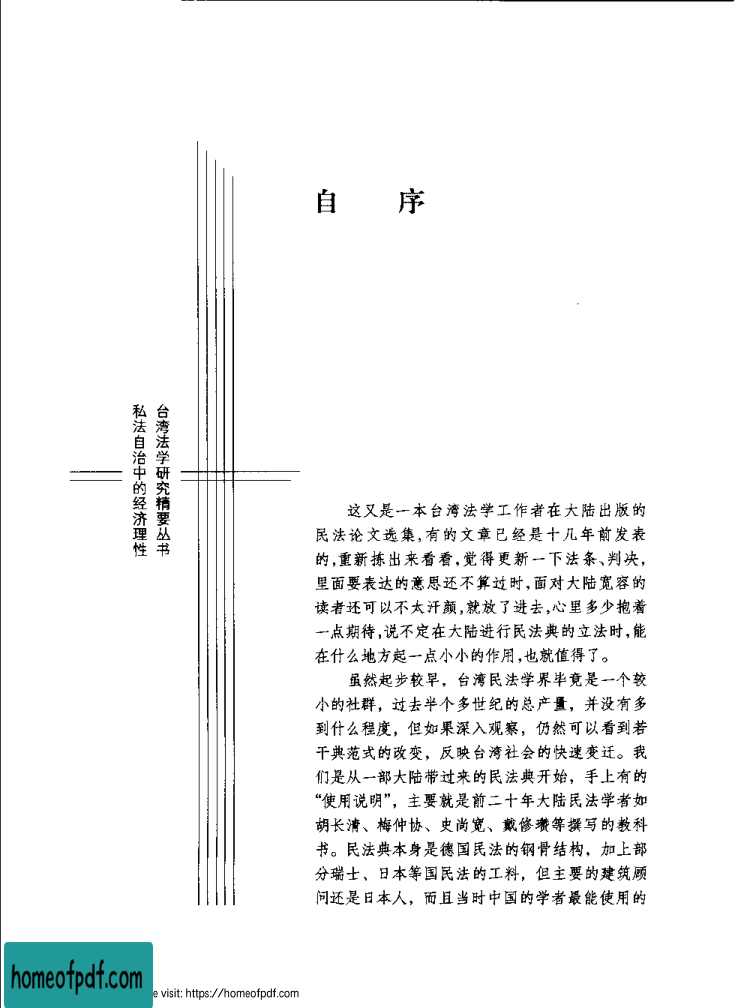 自 序
台湾法学研究精要丛书
私法自治中的经济理性
这又是一本台湾法学工作者在大陆出版的
民法论文选集,有的文章已经是十几年前发表
的,重新拣出来看看,觉得更新一下法条、判决,
里面要表达的意思还不算过时,面对大陆宽容的
读者还可以不太汗颜,就放了进去,心里多少抱着
一点期待,说不定在大陆进行民法典的立法时,能
在什么地方起一点小小的作用,也就值得了。
虽然起步较早，台湾民法学界毕竟是一个较
小的社群，过去半个多世纪的总产量，并没有多
到什么程度，但如果深入观察，仍然可以看到若
干典范式的改变，反映台湾社会的快速变迁。我
们是从一部大陆带过来的民法典开始，手上有的
“使用说明”，主要就是前二十年大陆民法学者如
胡长清、梅仲协、史尚宽、戴修瓒等撰写的教科
书。民法典本身是德国民法的钢骨结构，加上部
分瑞士、日本等国民法的工料，但主要的建筑顾
问还是日本人，而且当时中国的学者最能使用的
homeofpdf.com
e visit: https://homeofpdf.com